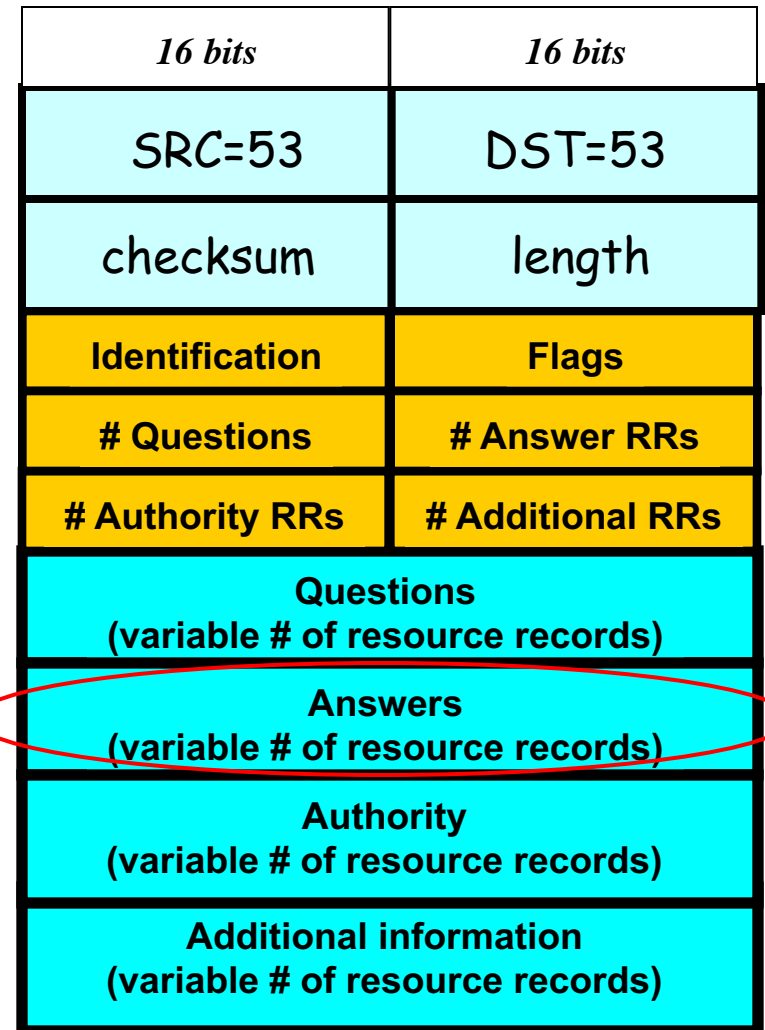 16 bits 16 bits
SRC=53 DST=53
checksum length
Identification Flags
# Questions # Answer RRs
# Authority RRs # Additional RRs
Questions
(variable # of resource records)
Answers
(variable # of resource records)
Authority
(variable # of resource records)
Additional information
(variable # of resource records)